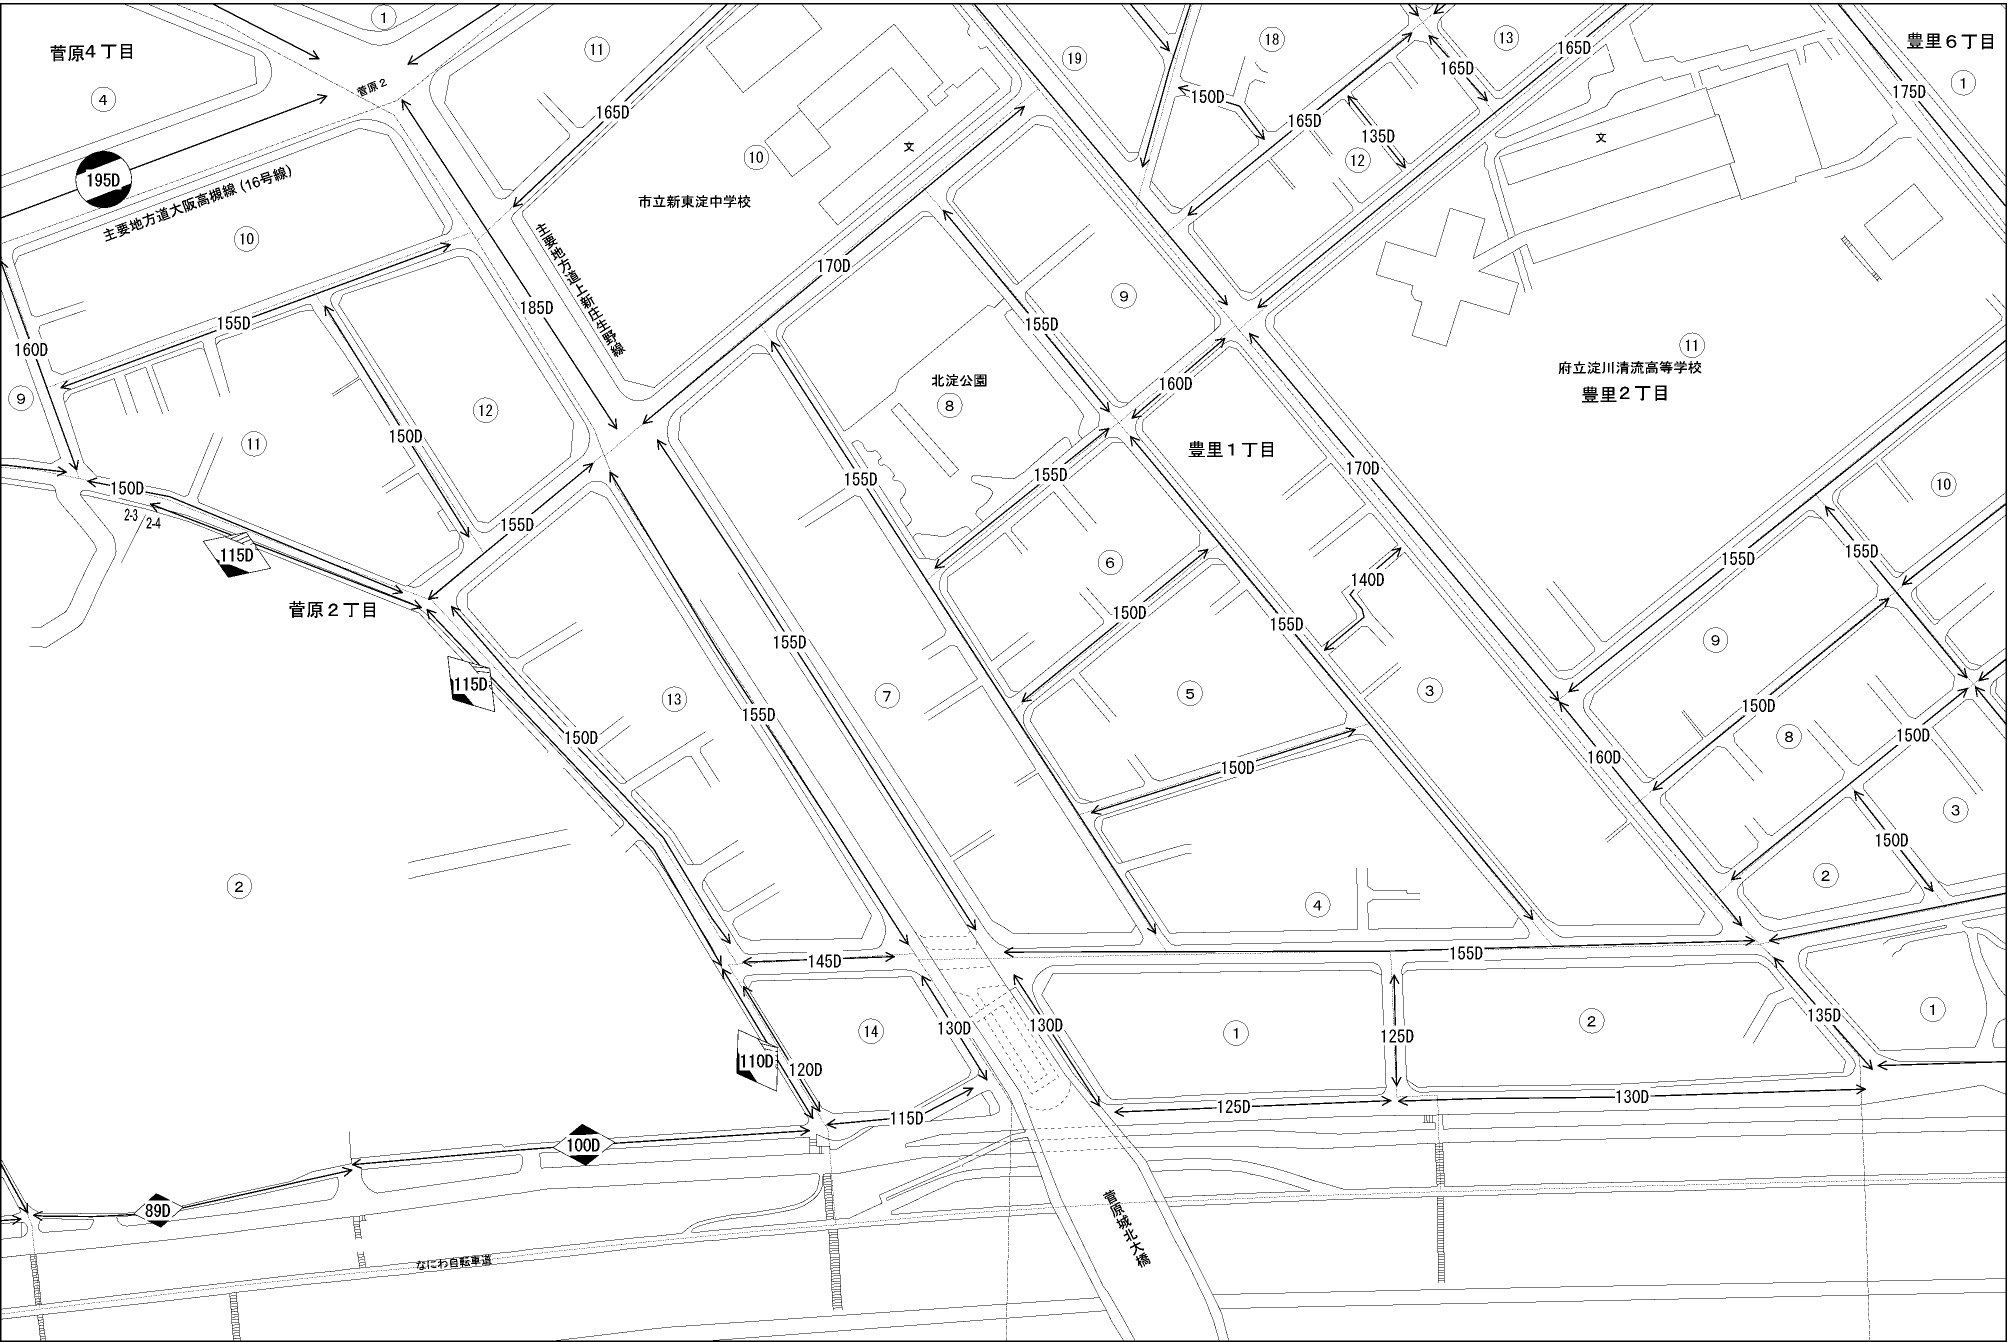 菅原4丁目
④
①
菅原2
⑪
165D
⑩
文
市立新東淀中学校
⑲
⑱
⑬
165D
165D
150D
165D
135D
⑫
文
175D
豊里6丁目
①
195D
主要地方道大阪高槻線(16号線)
⑩
主要地方道上新庄生野線
185D
170D
155D
160D
⑨
155D
⑪
150D
⑫
150D
2-3
2-4
115D
155D
菅原2丁目
115D
⑨
155D
北淀公園
⑧
160D
155D
155D
豊里1丁目
⑪
府立淀川清流高等学校
豊里2丁目
170D
⑩
155D
155D
⑥
150D
140D
155D
⑨
155D
155D
⑬
150D
⑦
⑤
③
150D
150D
⑧
150D
160D
③
150D
②
②
④
155D
145D
⑭
130D
130D
①
125D
②
135D
①
110D
120D
115D
125D
130D
100D
89D
なにわ自転車道
菅原城北大橋